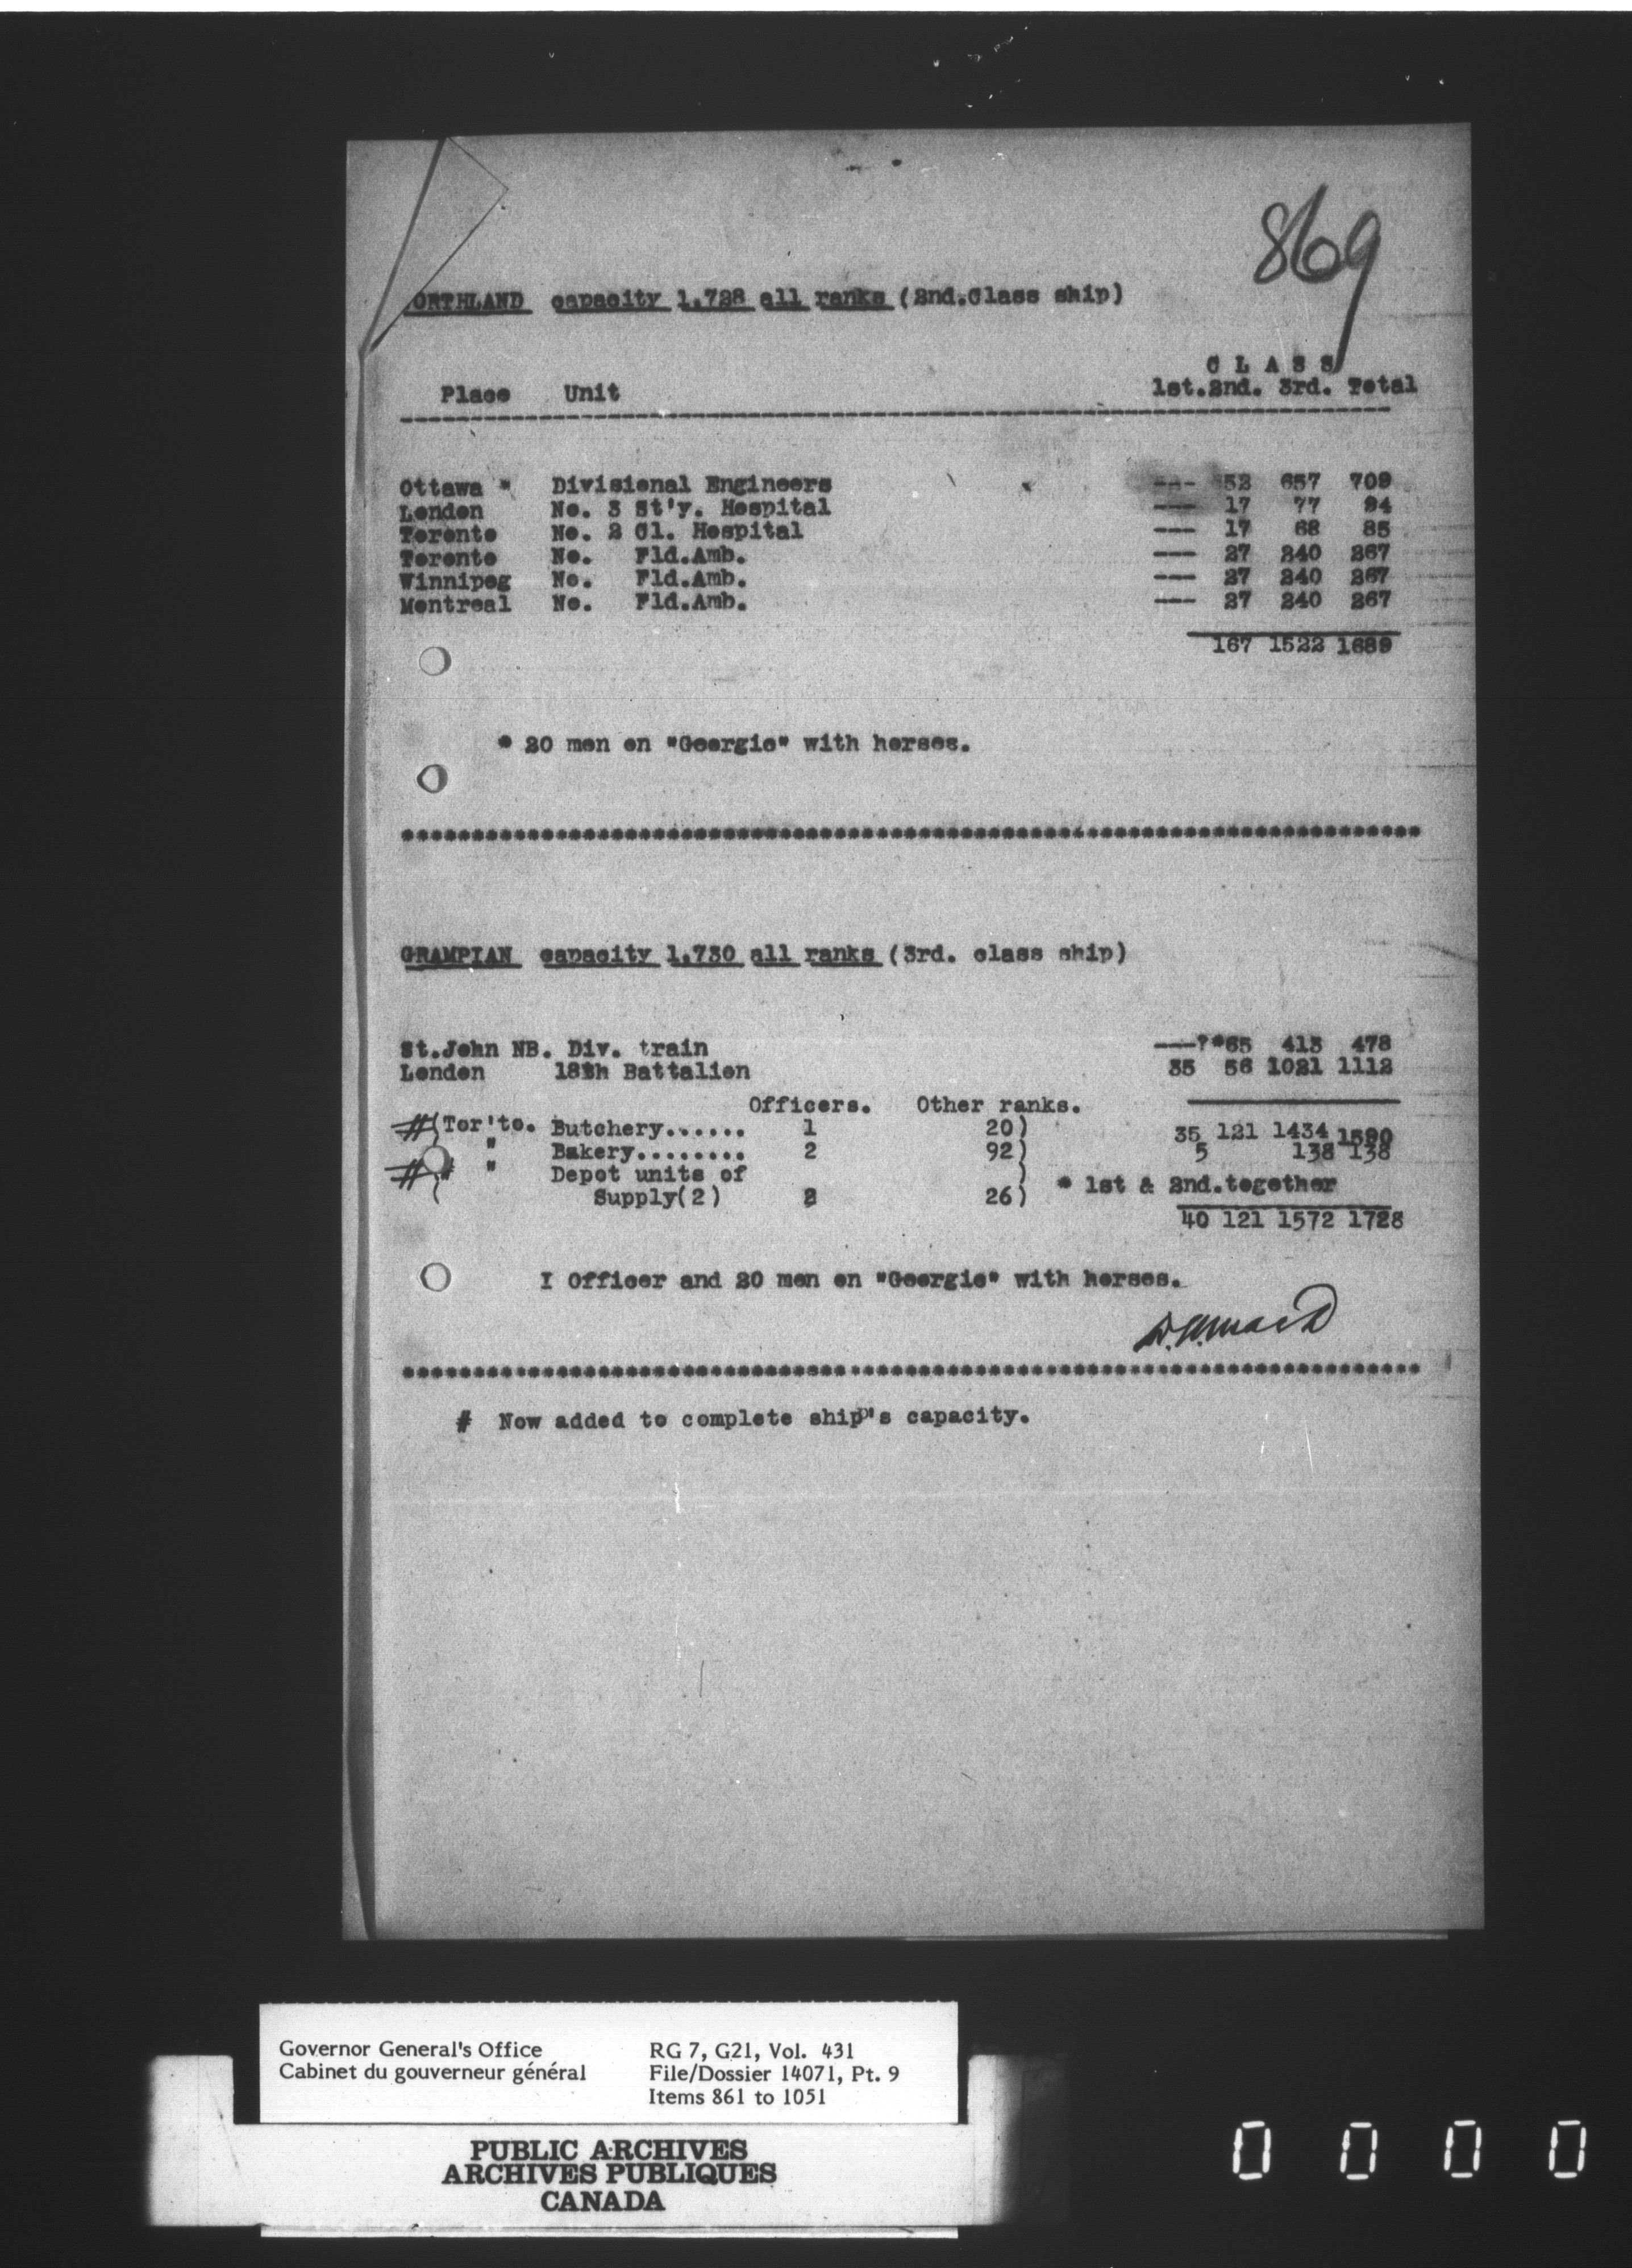 869
ORTHLAND capacity 1,728 all ranks (2nd.Class ship)
C L A S S
Place Unit 1st.2nd. 3rd. Total
Ottawa * Divisional Engineers --- 52 657 709
London No. 3 St'y. Hospital --- 17 77 94
Toronto No. 2 Cl. Hospital --- 17 68 85
Toronto No. Fld.Amb. --- 27 240 267
Winnipeg No. Fld.Amb. --- 27 240 267
Montreal No. Fld.Amb. --- 27 240 267
167 1522 1689
* 20 men on "Georgic" with horses.
GRAMPIAN capacity 1,730 all ranks (3rd. class ship)
St.John NB. Div. train ---?*65 413 478
London 18th Battalion 35 56 1021 1112
Officers. Other ranks.
# Tor'to. Butchery...... 1 20) 35 121 1434 1590
" Bakery........ 2 92) 5 138 138
# " Depot units of ) * 1st & 2nd.together
Supply(2) 2 26)
40 121 1572 1728
I Officer and 20 men on "Georgic" with horses.
# Now added to complete ship's capacity.
Governor General's Office RG 7, G21, Vol. 431
Cabinet du gouverneur général File/Dossier 14071, Pt. 9
Items 861 to 1051
PUBLIC ARCHIVES
ARCHIVES PUBLIQUES
CANADA
0 0 0 0